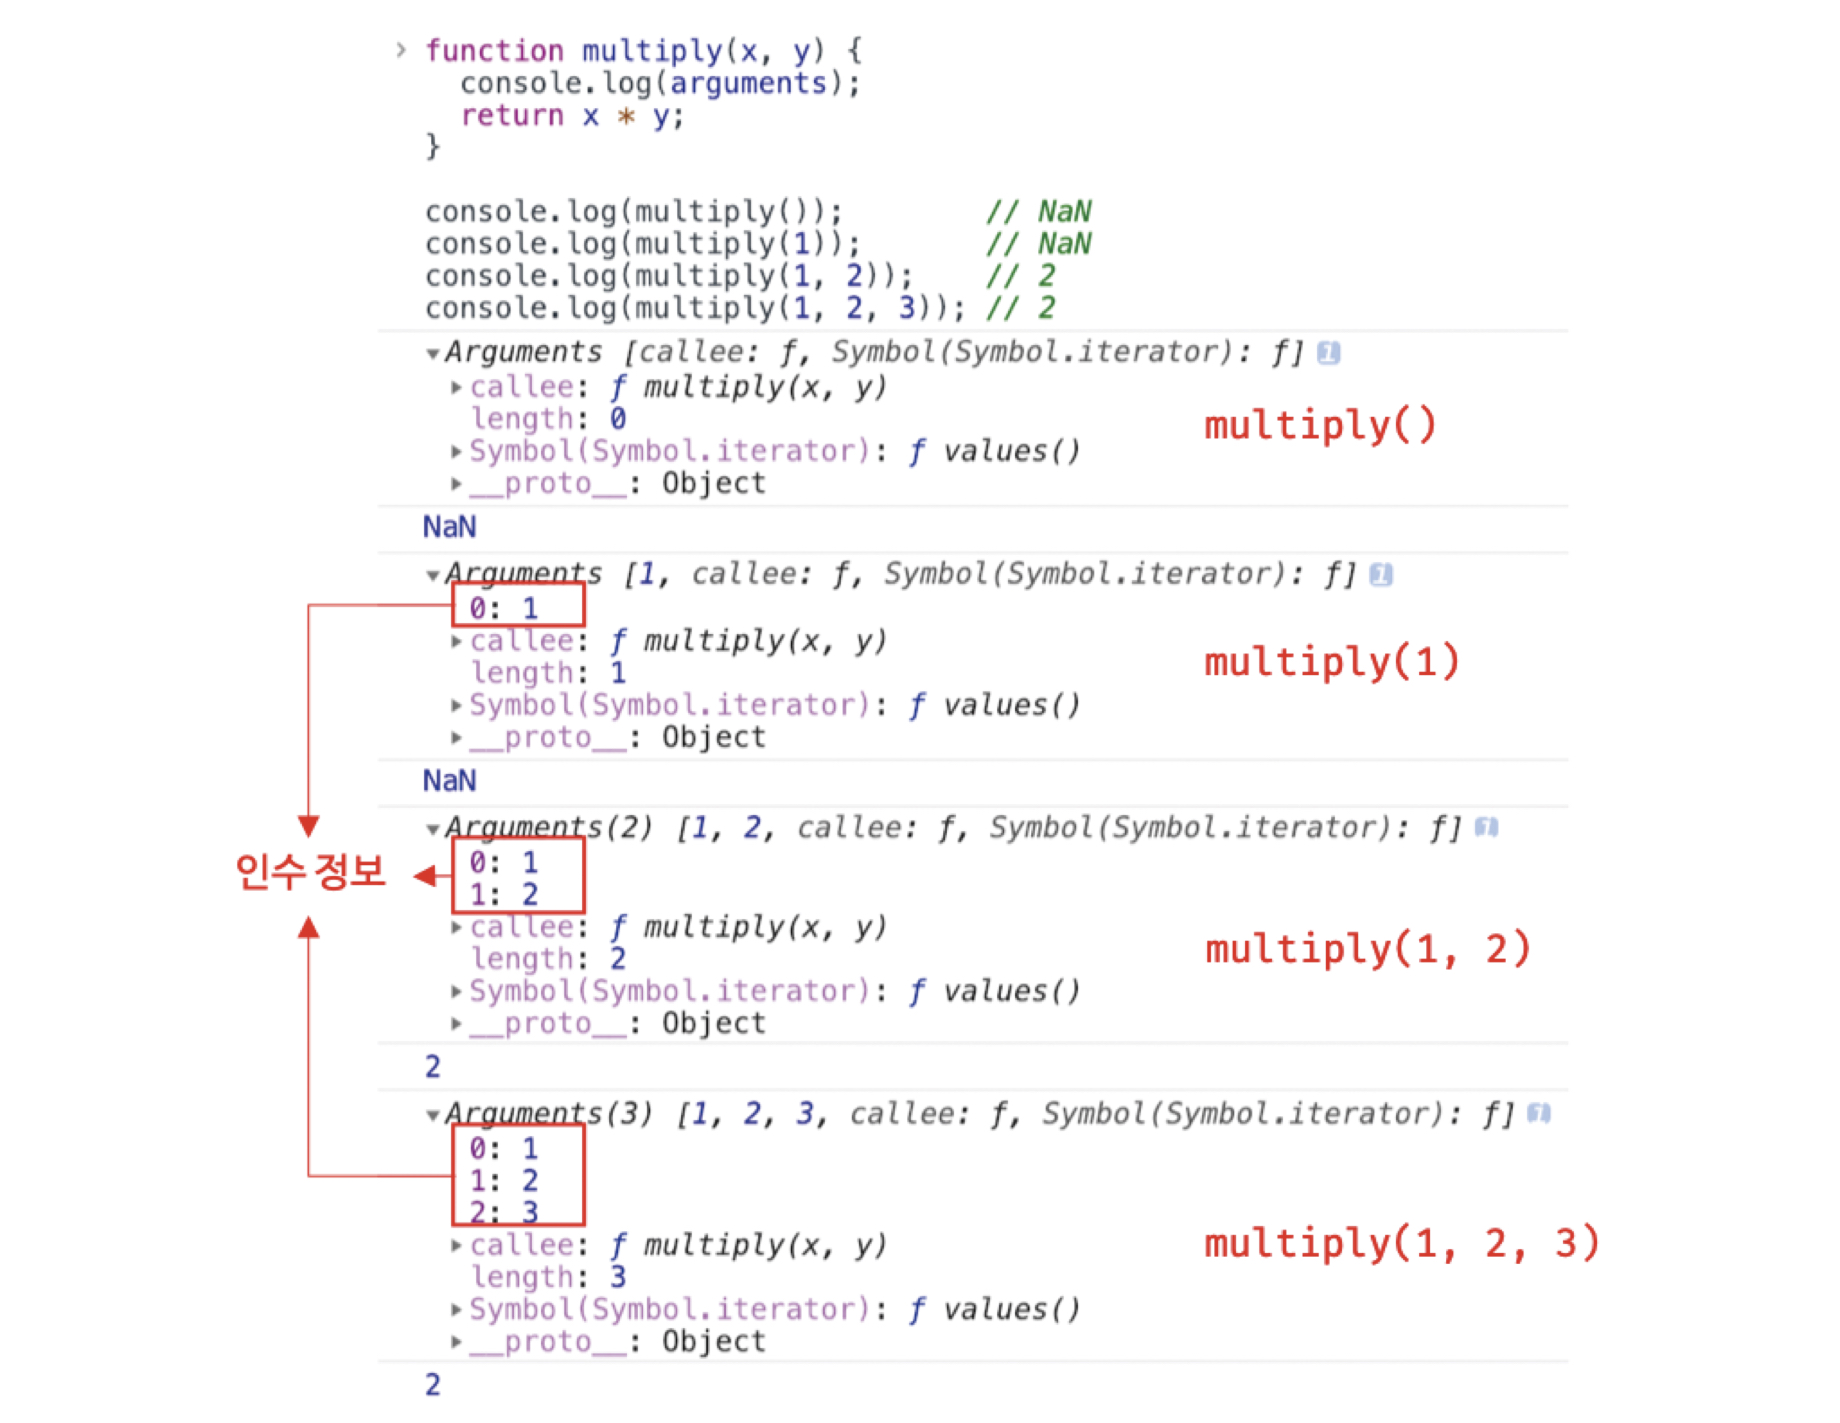 > function multiply(x, y) {
console.log(arguments);
return x * y;
}
console.log(multiply()); // NaN
console.log(multiply(1)); // NaN
console.log(multiply(1, 2)); // 2
console.log(multiply(1, 2, 3)); // 2
▼Arguments [callee: ƒ, Symbol(Symbol.iterator): ƒ] i
▶callee: ƒ multiply(x, y)
length: 0
multiply()
▶Symbol(Symbol.iterator): ƒ values()
▶__proto__: Object
NaN
▼Arguments [1, callee: ƒ, Symbol(Symbol.iterator): ƒ] i
0: 1
▶callee: ƒ multiply(x, y)
multiply(1)
length: 1
▶Symbol(Symbol.iterator): ƒ values()
▶__proto__: Object
NaN
▼Arguments(2) [1, 2, callee: ƒ, Symbol(Symbol.iterator): ƒ] i
0: 1
인수 정보
1: 2
▶callee: ƒ multiply(x, y)
multiply(1, 2)
length: 2
▶Symbol(Symbol.iterator): ƒ values()
▶__proto__: Object
2
▼Arguments(3) [1, 2, 3, callee: ƒ, Symbol(Symbol.iterator): ƒ] i
0: 1
1: 2
2: 3
▶callee: ƒ multiply(x, y)
multiply(1, 2, 3)
length: 3
▶Symbol(Symbol.iterator): ƒ values()
▶__proto__: Object
2